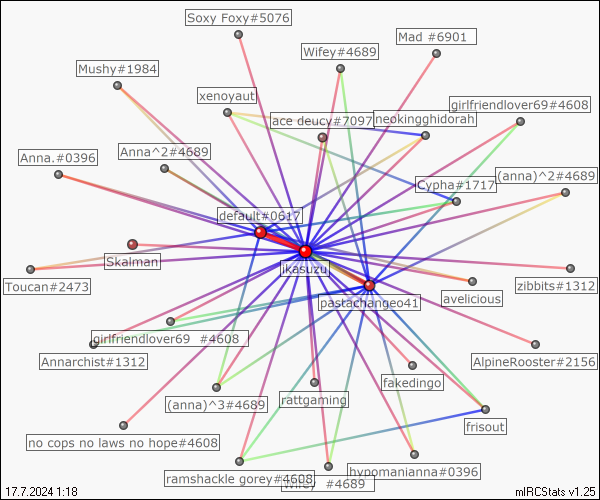 Soxy Foxy#5076
Mad #6901
Wifey#4689
Mushy#1984
xenoyaut
girlfriendlover69#4608
ace deucy#7097
neokingghidorah
Anna^2#4689
Anna.#0396
(anna)^2#4689
Cypha#1717
default#0617
Skalman
jKasuzu
Toucan#2473
zibbits#1312
avelicious
pastachangeo41
girlfriendlover69 #4608
Annarchist#1312
AlpineRooster#2156
fakedingo
rattgaming
(anna)^3#4689
frisout
no cops no laws no hope#4608
hypomanianna#0396
ramshackle gorey#4608
wifey #4689
17.7.2024 1:18
mIRCStats v1.25